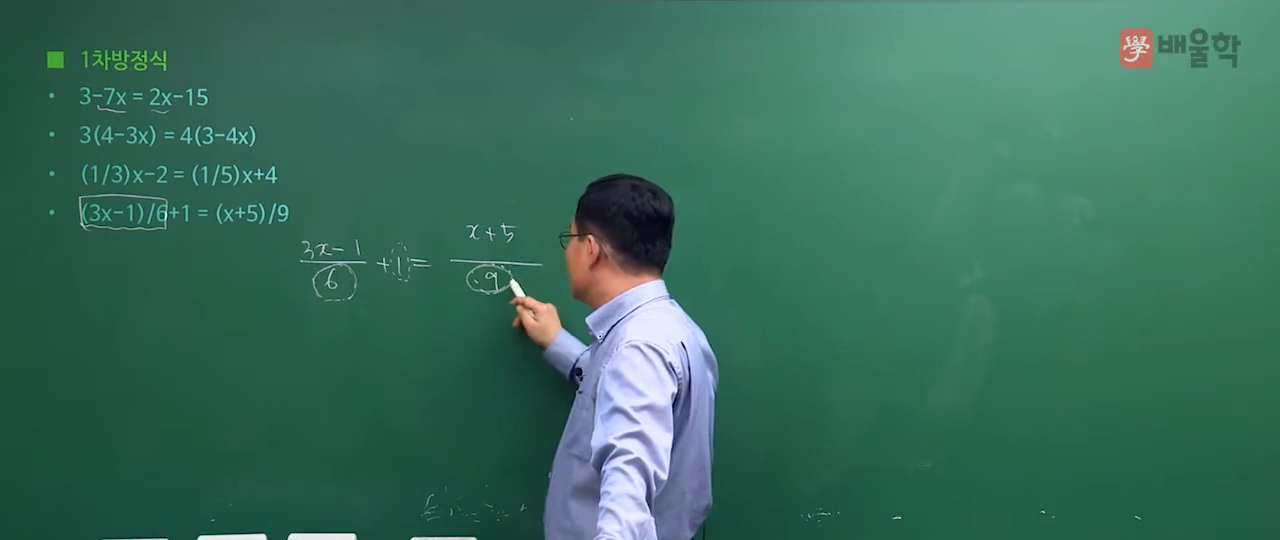 學 배울학
■ 1차방정식
• 3-7x = 2x-15
• 3(4-3x) = 4(3-4x)
• (1/3)x-2 = (1/5)x+4
• (3x-1)/6+1 = (x+5)/9
3x-1 x+5
+1=
6 9